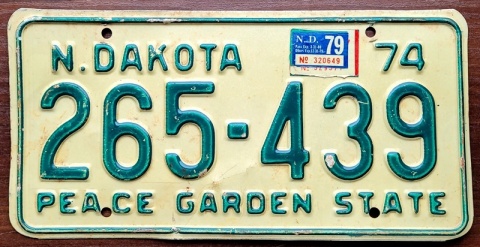 N. DAKOTA 74
N. D. 79
No 320649
265-439
PEACE GARDEN STATE